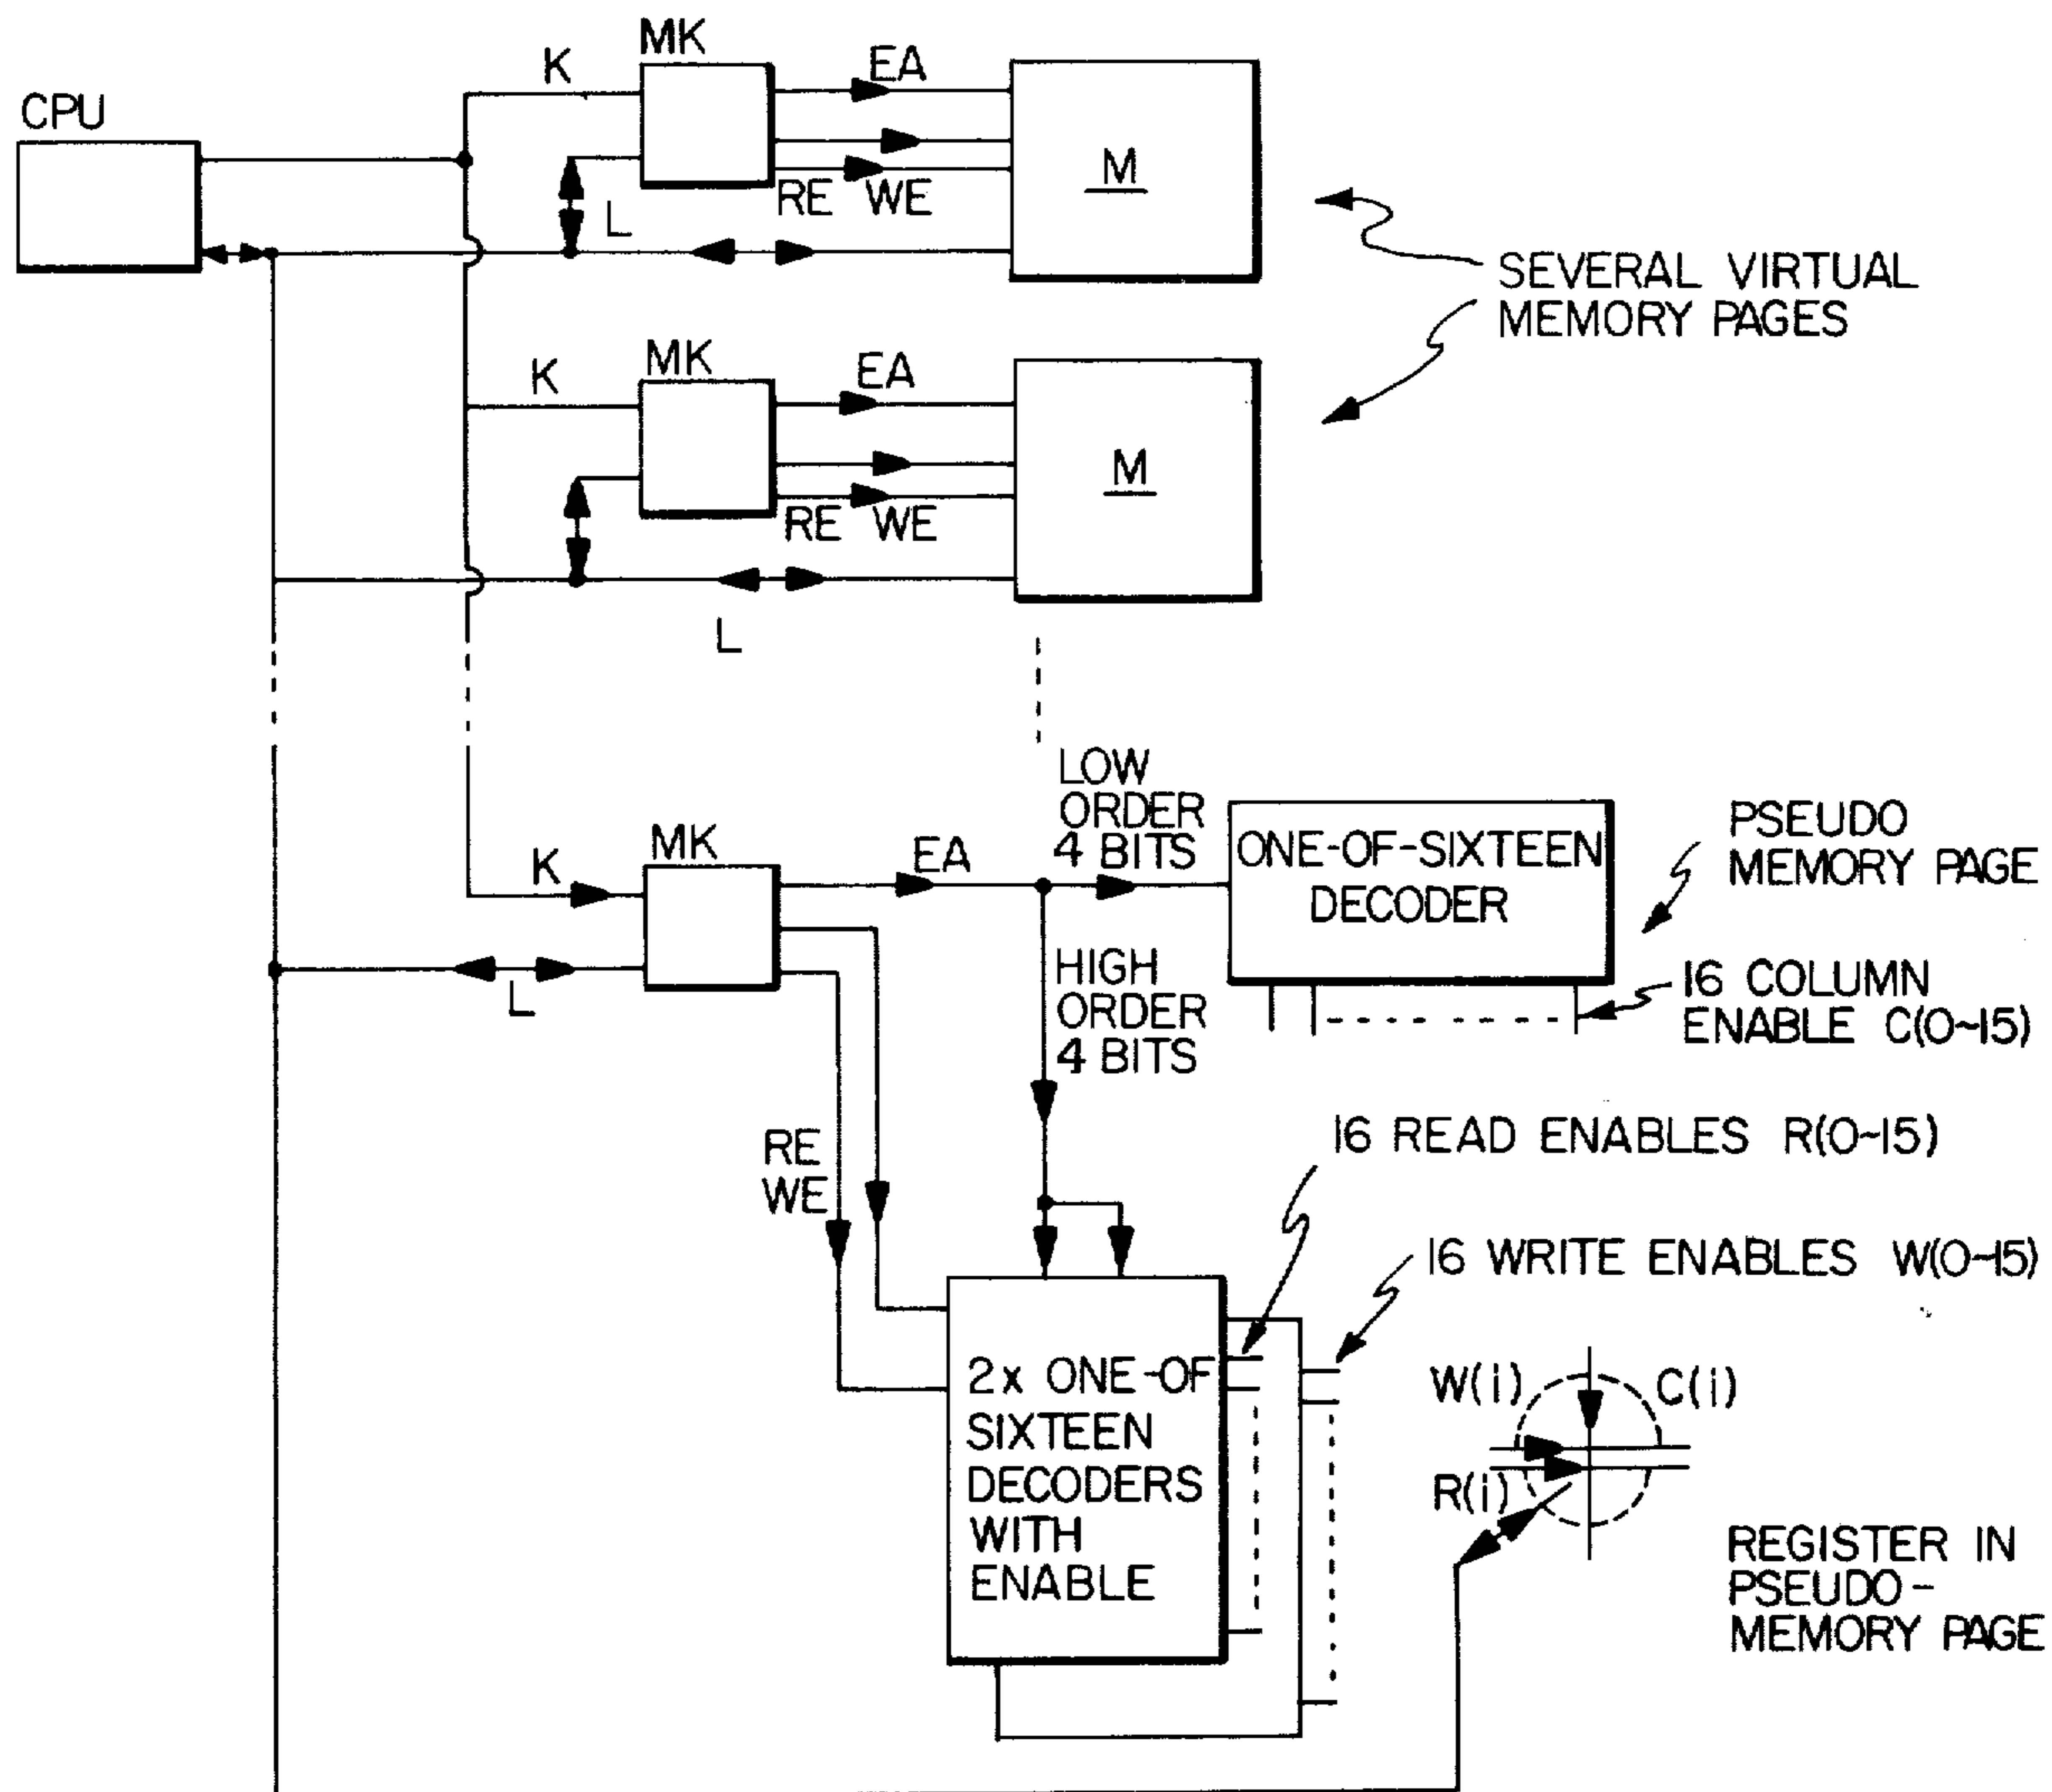 MK
K
EA
CPU
M
RE WE
L
SEVERAL VIRTUAL
MEMORY PAGES
MK
K
EA
M
RE WE
L
LOW
ORDER
4 BITS
MK
K
EA
ONE-OF-SIXTEEN
DECODER
PSEUDO
MEMORY PAGE
L
HIGH
ORDER
4 BITS
16 COLUMN
ENABLE C(0~15)
RE
WE
16 READ ENABLES R(0~15)
16 WRITE ENABLES W(0~15)
2x ONE-OF
SIXTEEN
DECODERS
WITH
ENABLE
W(i)
C(i)
R(i)
REGISTER IN
PSEUDO-
MEMORY PAGE